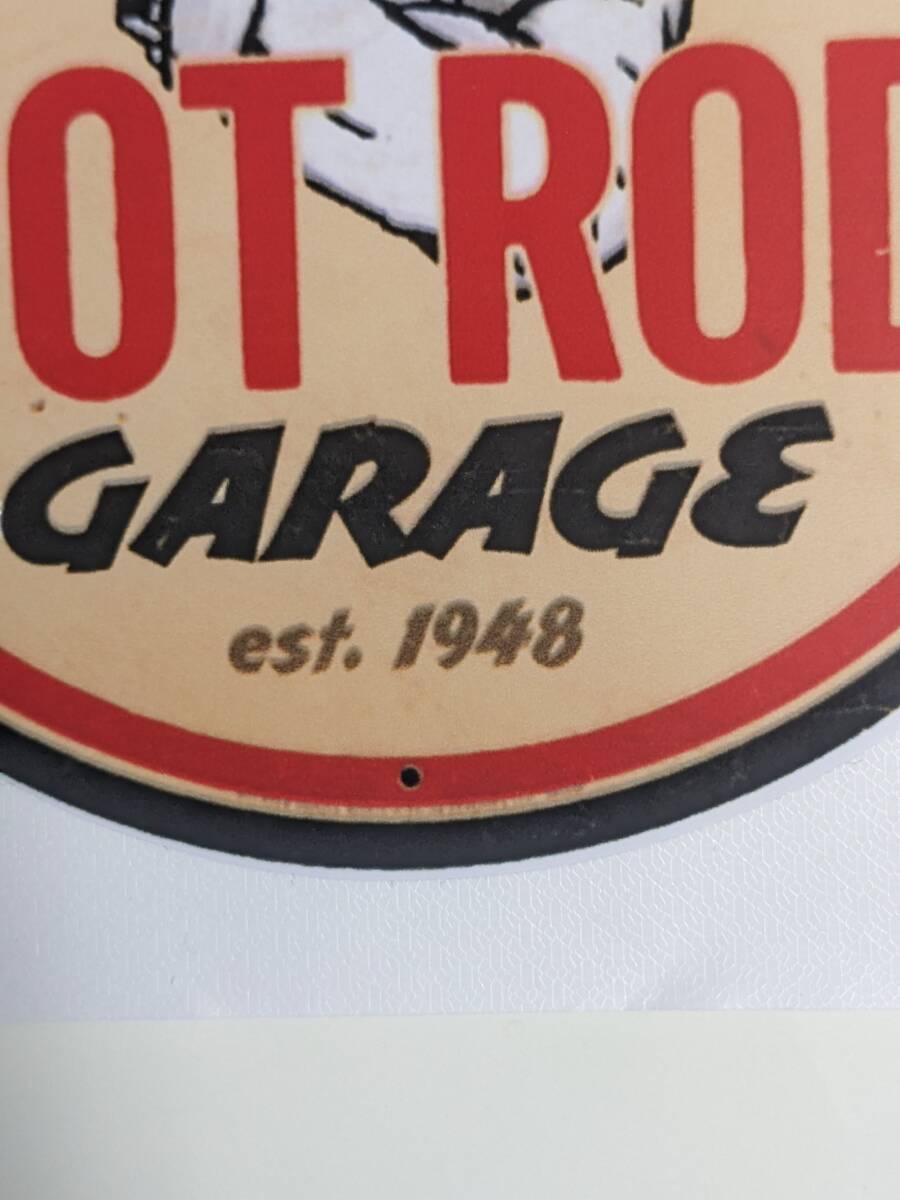 OT ROD
GARAGE
est. 1948